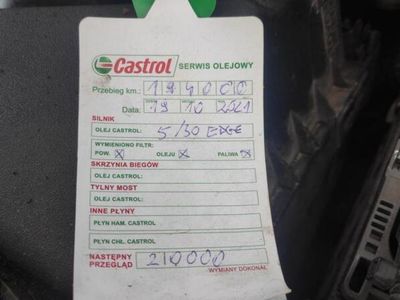 Castrol SERWIS OLEJOWY
Przebieg km.: 194000
Data: 19 10 2021
SILNIK
OLEJ CASTROL: 5/30 EDGE
WYMIENIONO FILTR:
POW. X OLEJU X PALIWA X
SKRZYNIA BIEGÓW
OLEJ CASTROL:
TYLNY MOST
OLEJ CASTROL:
INNE PŁYNY
PŁYN HAM. CASTROL
PŁYN CHŁ. CASTROL
NASTĘPNY PRZEGLĄD 210000
WYMIANY DOKONAŁ